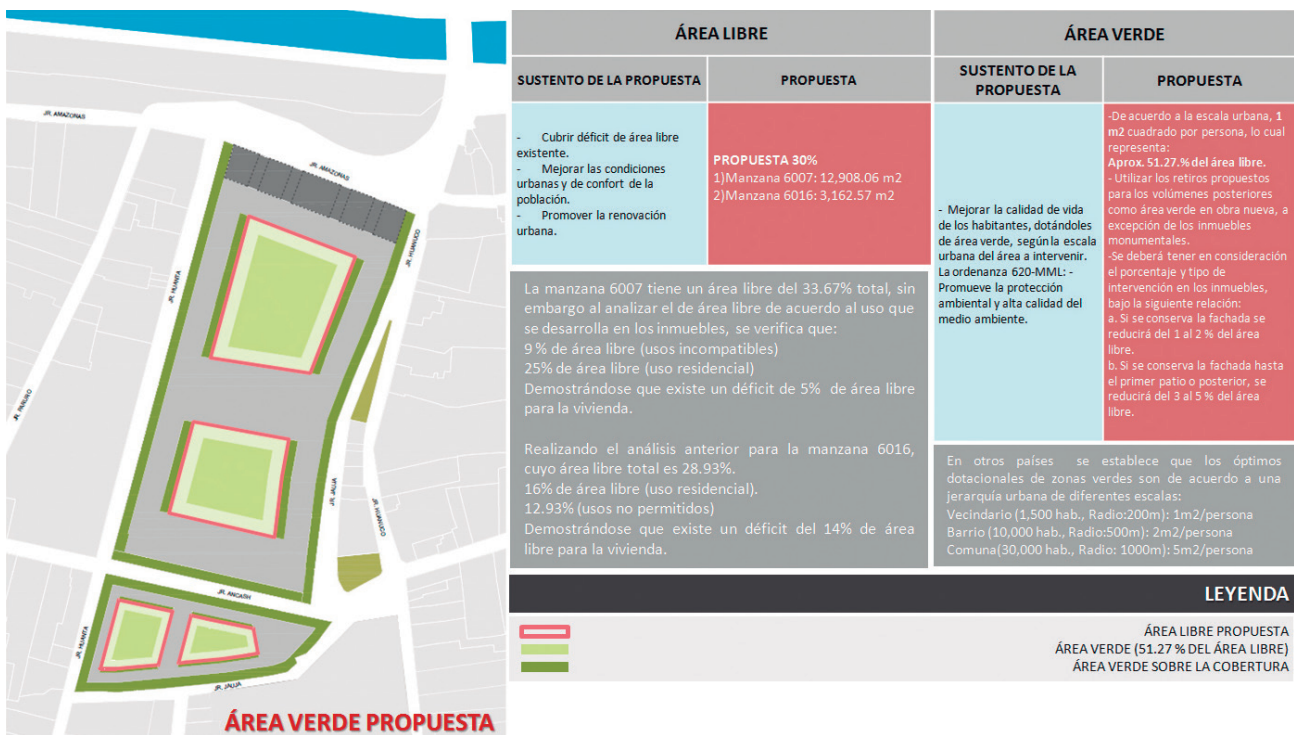 JR. AMAZONAS
JR. AMAZONAS
JR. HUANUCO
JR. HUANTA
JR. PARURO
JR. JAUJA
JR. HUANUCO
JR. ANCASH
JR. HUANTA
JR. JAUJA
ÁREA VERDE PROPUESTA
ÁREA LIBRE
SUSTENTO DE LA PROPUESTA
PROPUESTA
- Cubrir déficit de área libre
existente.
- Mejorar las condiciones
urbanas y de confort de la
población.
- Promover la renovación
urbana.
PROPUESTA 30%
1)Manzana 6007: 12,908.06 m2
2)Manzana 6016: 3,162.57 m2
La manzana 6007 tiene un área libre del 33.67% total, sin
embargo al analizar el de área libre de acuerdo al uso que
se desarrolla en los inmuebles, se verifica que:
9 % de área libre (usos incompatibles)
25% de área libre (uso residencial)
Demostrándose que existe un déficit de 5% de área libre
para la vivienda.
Realizando el análisis anterior para la manzana 6016,
cuyo área libre total es 28.93%.
16% de área libre (uso residencial).
12.93% (usos no permitidos)
Demostrándose que existe un déficit del 14% de área
libre para la vivienda.
ÁREA VERDE
SUSTENTO DE LA
PROPUESTA
PROPUESTA
- Mejorar la calidad de vida
de los habitantes, dotándoles
de área verde, según la escala
urbana del área a intervenir.
La ordenanza 620-MML: -
Promueve la protección
ambiental y alta calidad del
medio ambiente.
-De acuerdo a la escala urbana, 1
m2 cuadrado por persona, lo cual
representa:
Aprox. 51.27.% del área libre.
- Utilizar los retiros propuestos
para los volúmenes posteriores
como área verde en obra nueva, a
excepción de los inmuebles
monumentales.
-Se deberá tener en consideración
el porcentaje y tipo de
intervención en los inmuebles,
bajo la siguiente relación:
a. Si se conserva la fachada se
reducirá del 1 al 2 % del área
libre.
b. Si se conserva la fachada hasta
el primer patio o posterior, se
reducirá del 3 al 5 % del área
libre.
En otros países se establece que los óptimos
dotacionales de zonas verdes son de acuerdo a una
jerarquía urbana de diferentes escalas:
Vecindario (1,500 hab., Radio:200m): 1m2/persona
Barrio (10,000 hab., Radio:500m): 2m2/persona
Comuna(30,000 hab., Radio: 1000m): 5m2/persona
LEYENDA
ÁREA LIBRE PROPUESTA
ÁREA VERDE (51.27 % DEL ÁREA LIBRE)
ÁREA VERDE SOBRE LA COBERTURA